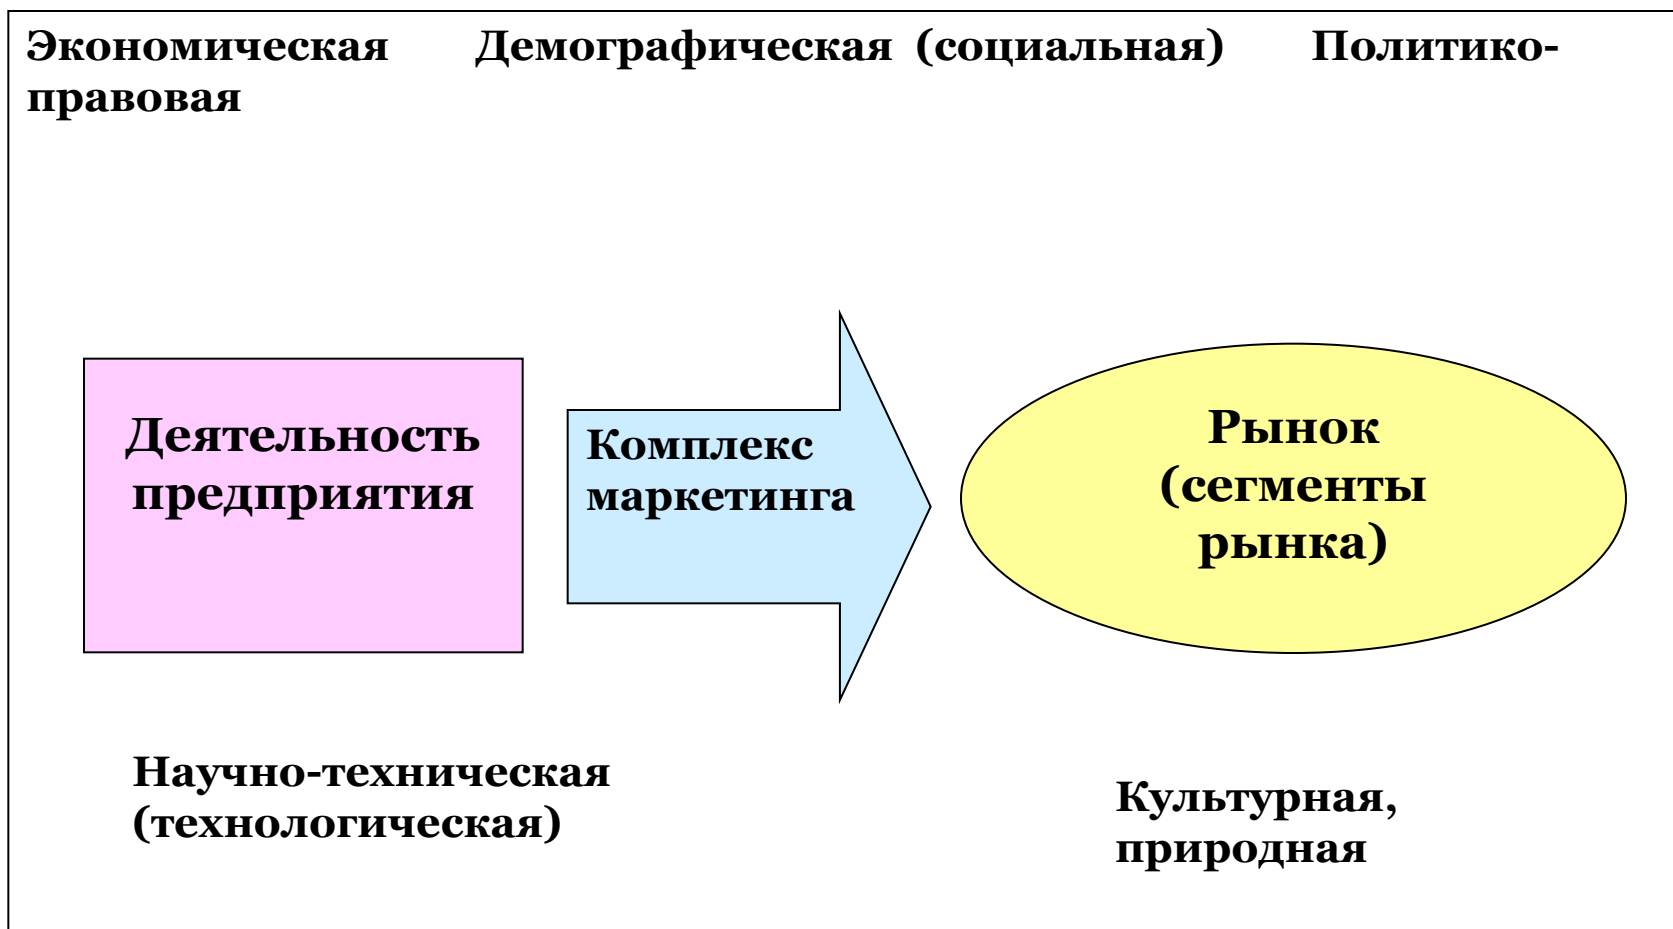 Экономическая Демографическая (социальная) Политико-
правовая
Деятельность
предприятия
Комплекс
маркетинга
Рынок
(сегменты
рынка)
Научно-техническая
(технологическая)
Культурная,
природная